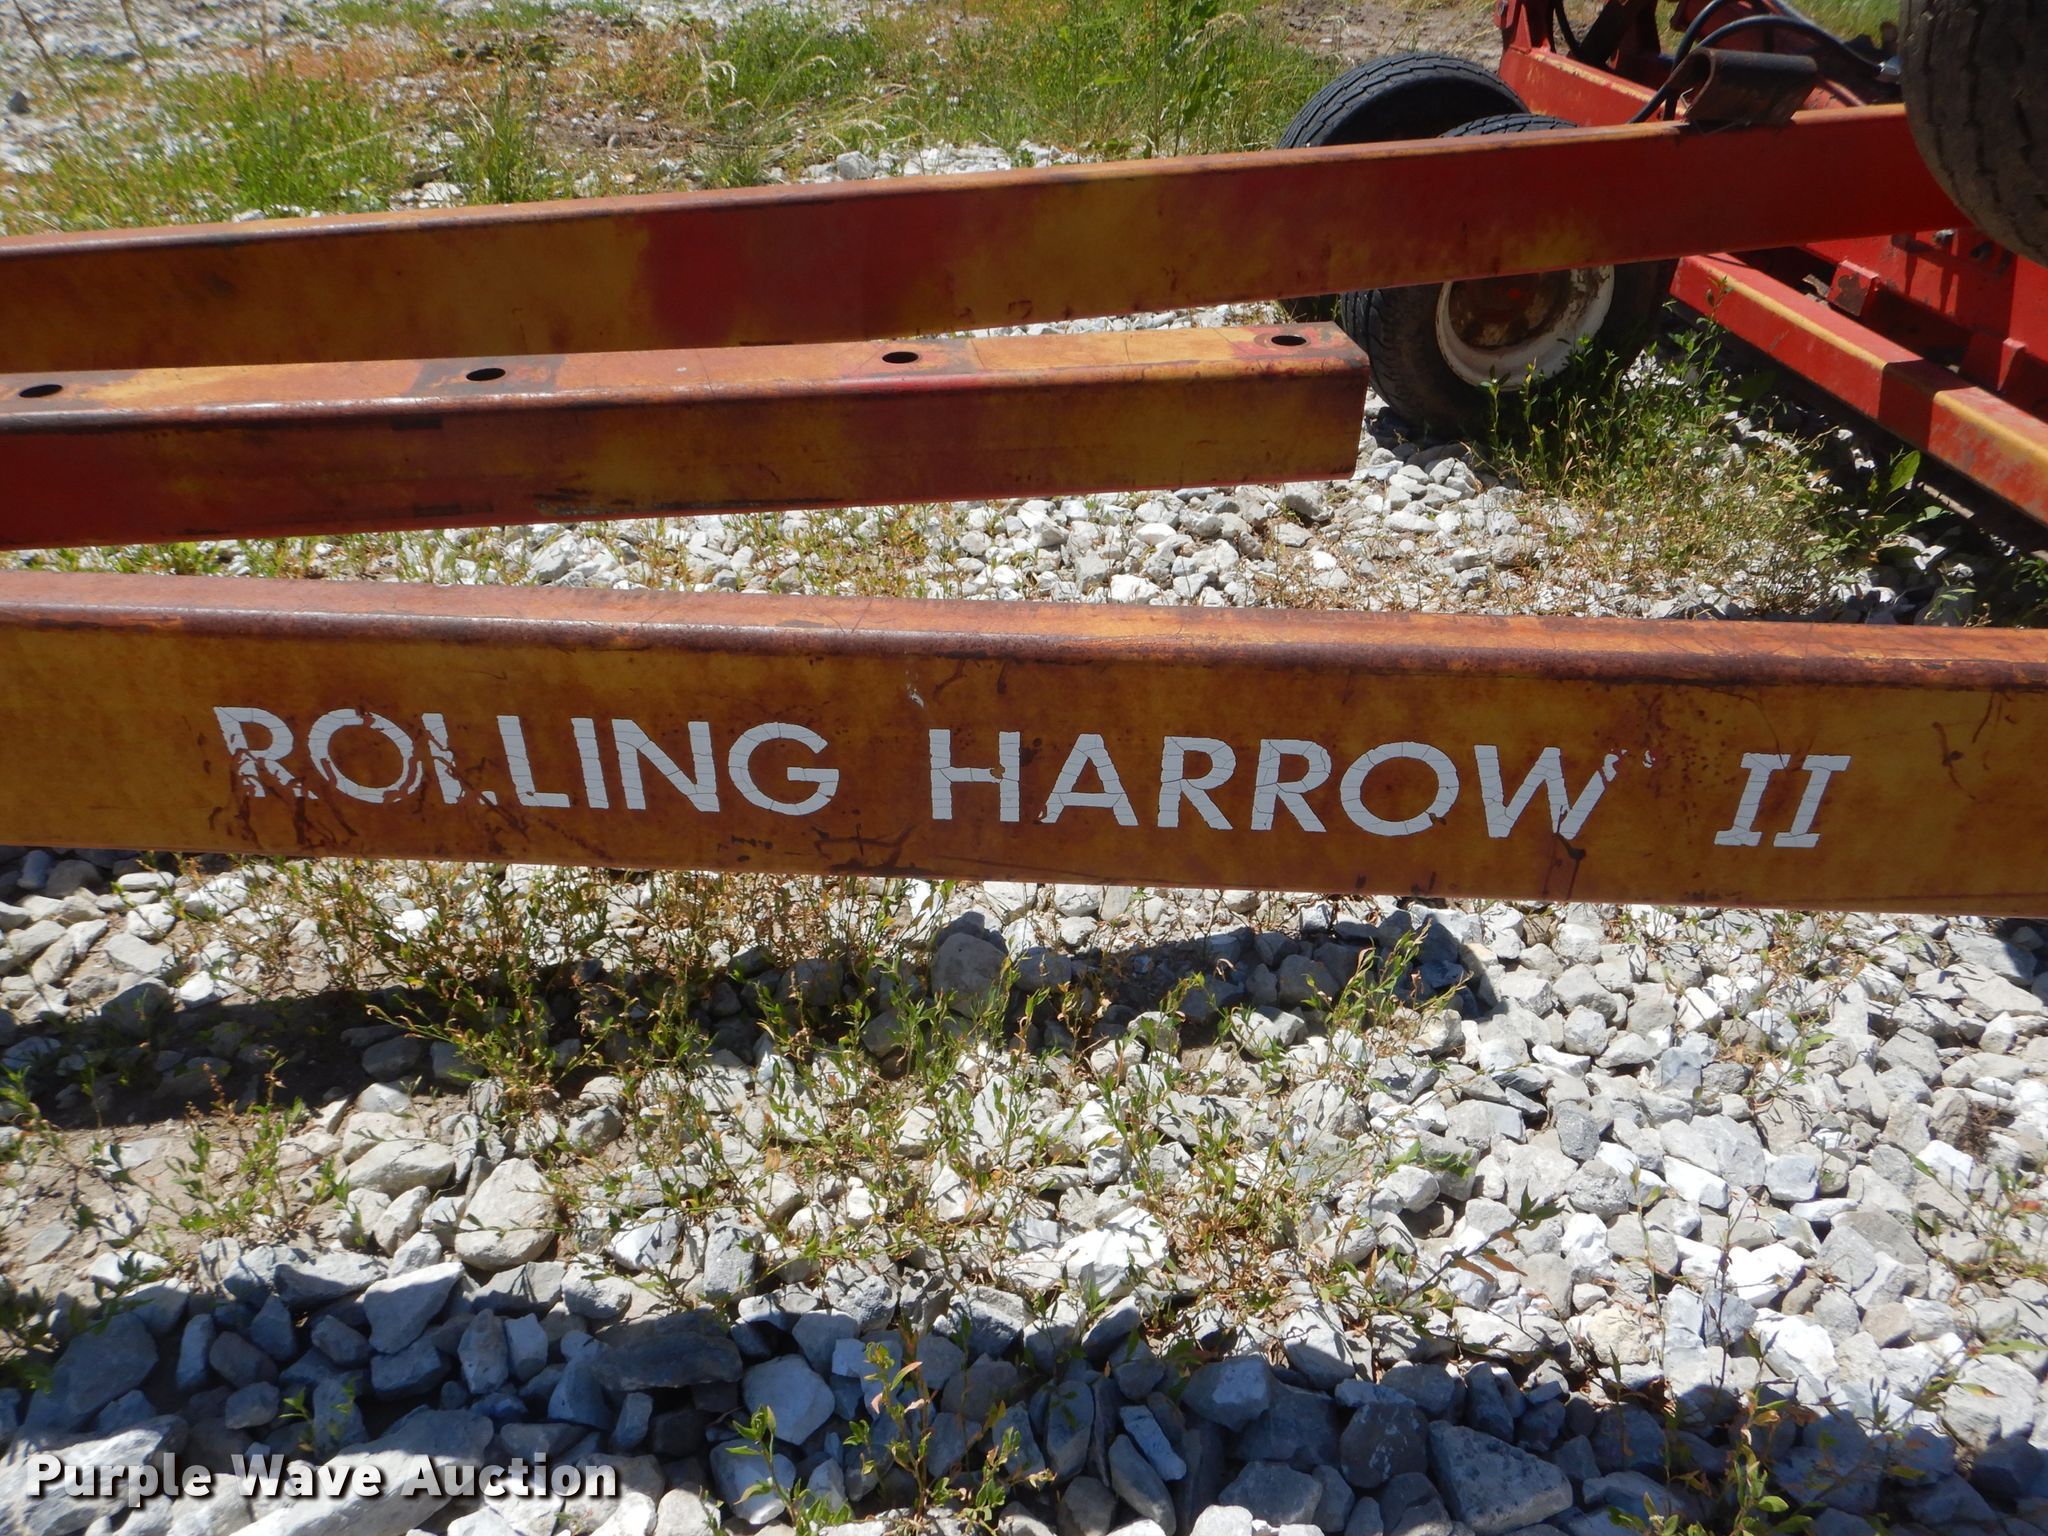 ROLLING HARROW II
Purple Wave Auction